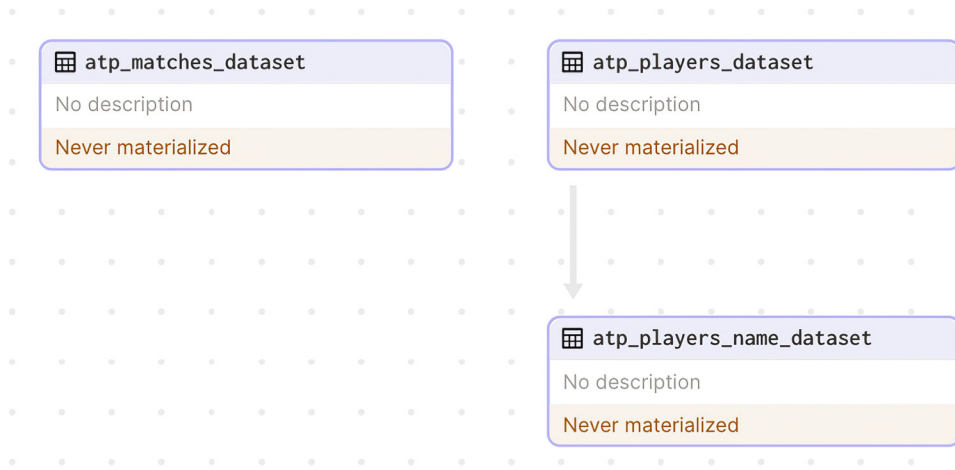 atp_matches_dataset
No description
Never materialized
atp_players_dataset
No description
Never materialized
atp_players_name_dataset
No description
Never materialized